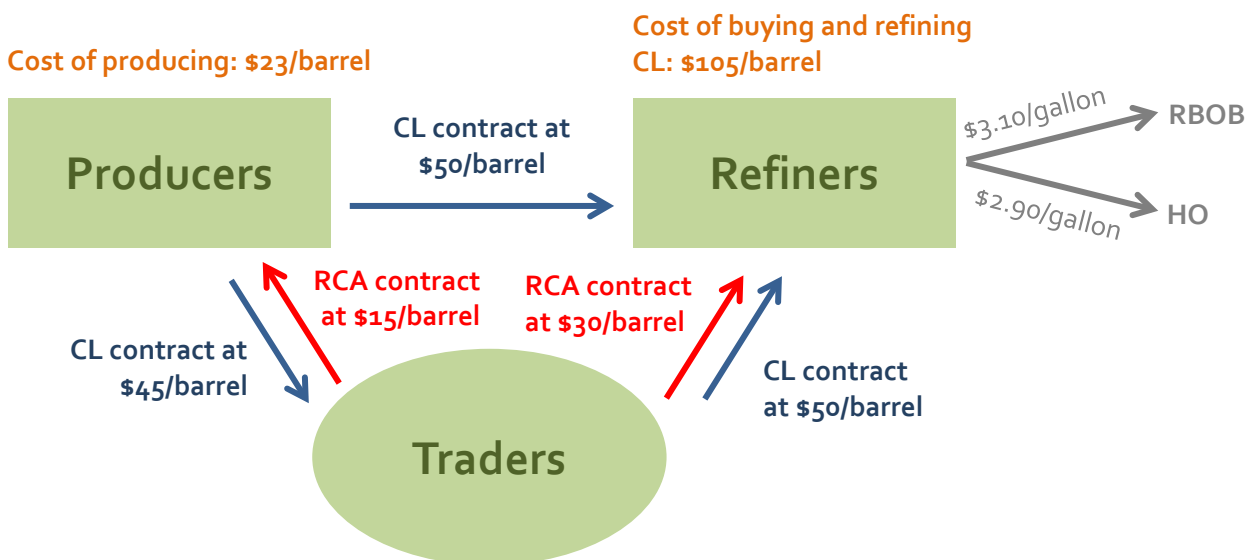 Cost of producing: $23/barrel
Cost of buying and refining
CL: $105/barrel
Producers
CL contract at
$50/barrel
Refiners
$3.10/gallon
RBOB
$2.90/gallon
HO
CL contract at
$45/barrel
RCA contract
at $15/barrel
RCA contract
at $30/barrel
CL contract
at $50/barrel
Traders